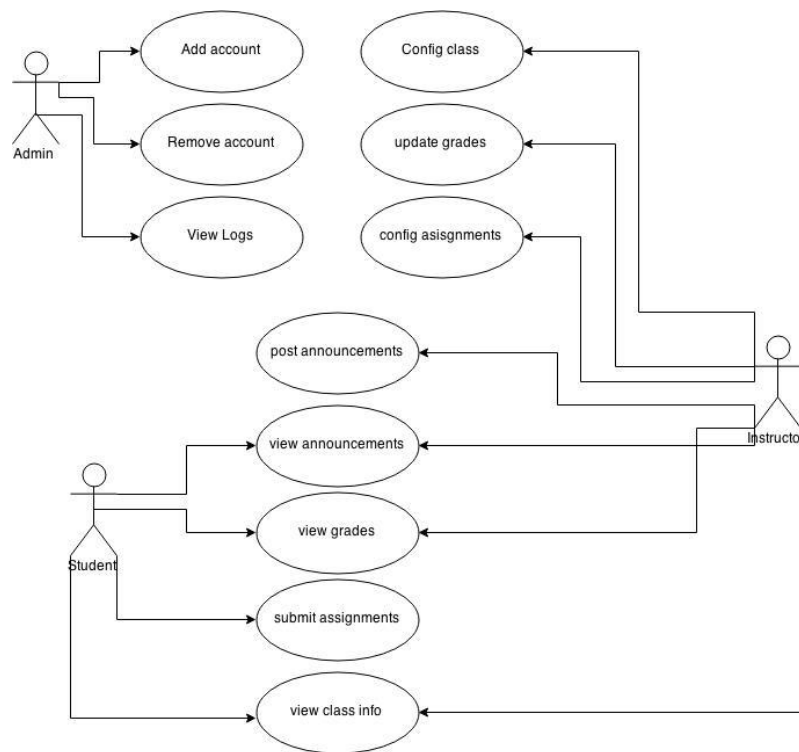 Add account
Config class
Admin
Remove account
update grades
View Logs
config asisgnments
post announcements
Instructo
view announcements
Student
view grades
submit assignments
view class info